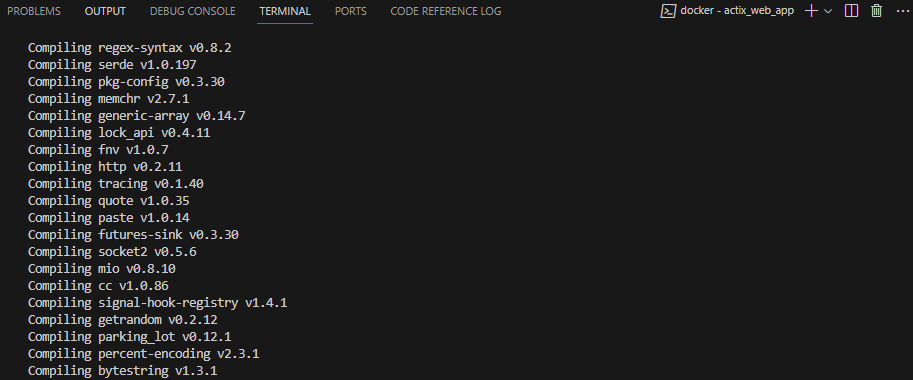 PROBLEMS OUTPUT DEBUG CONSOLE TERMINAL PORTS CODE REFERENCE LOG docker - actix_web_app
Compiling regex-syntax v0.8.2
Compiling serde v1.0.197
Compiling pkg-config v0.3.30
Compiling memchr v2.7.1
Compiling generic-array v0.14.7
Compiling lock_api v0.4.11
Compiling fnv v1.0.7
Compiling http v0.2.11
Compiling tracing v0.1.40
Compiling quote v1.0.35
Compiling paste v1.0.14
Compiling futures-sink v0.3.30
Compiling socket2 v0.5.6
Compiling mio v0.8.10
Compiling cc v1.0.86
Compiling signal-hook-registry v1.4.1
Compiling getrandom v0.2.12
Compiling parking_lot v0.12.1
Compiling percent-encoding v2.3.1
Compiling bytestring v1.3.1